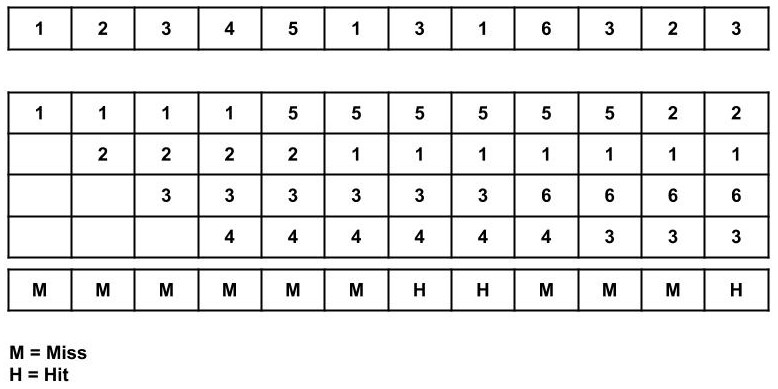 1 2 3 4 5 1 3 1 6 3 2 3
1 1 1 1 5 5 5 5 5 5 2 2
2 2 2 2 1 1 1 1 1 1 1
3 3 3 3 3 3 6 6 6 6
4 4 4 4 4 4 3 3 3
M M M M M M H H M M M H
M = Miss
H = Hit